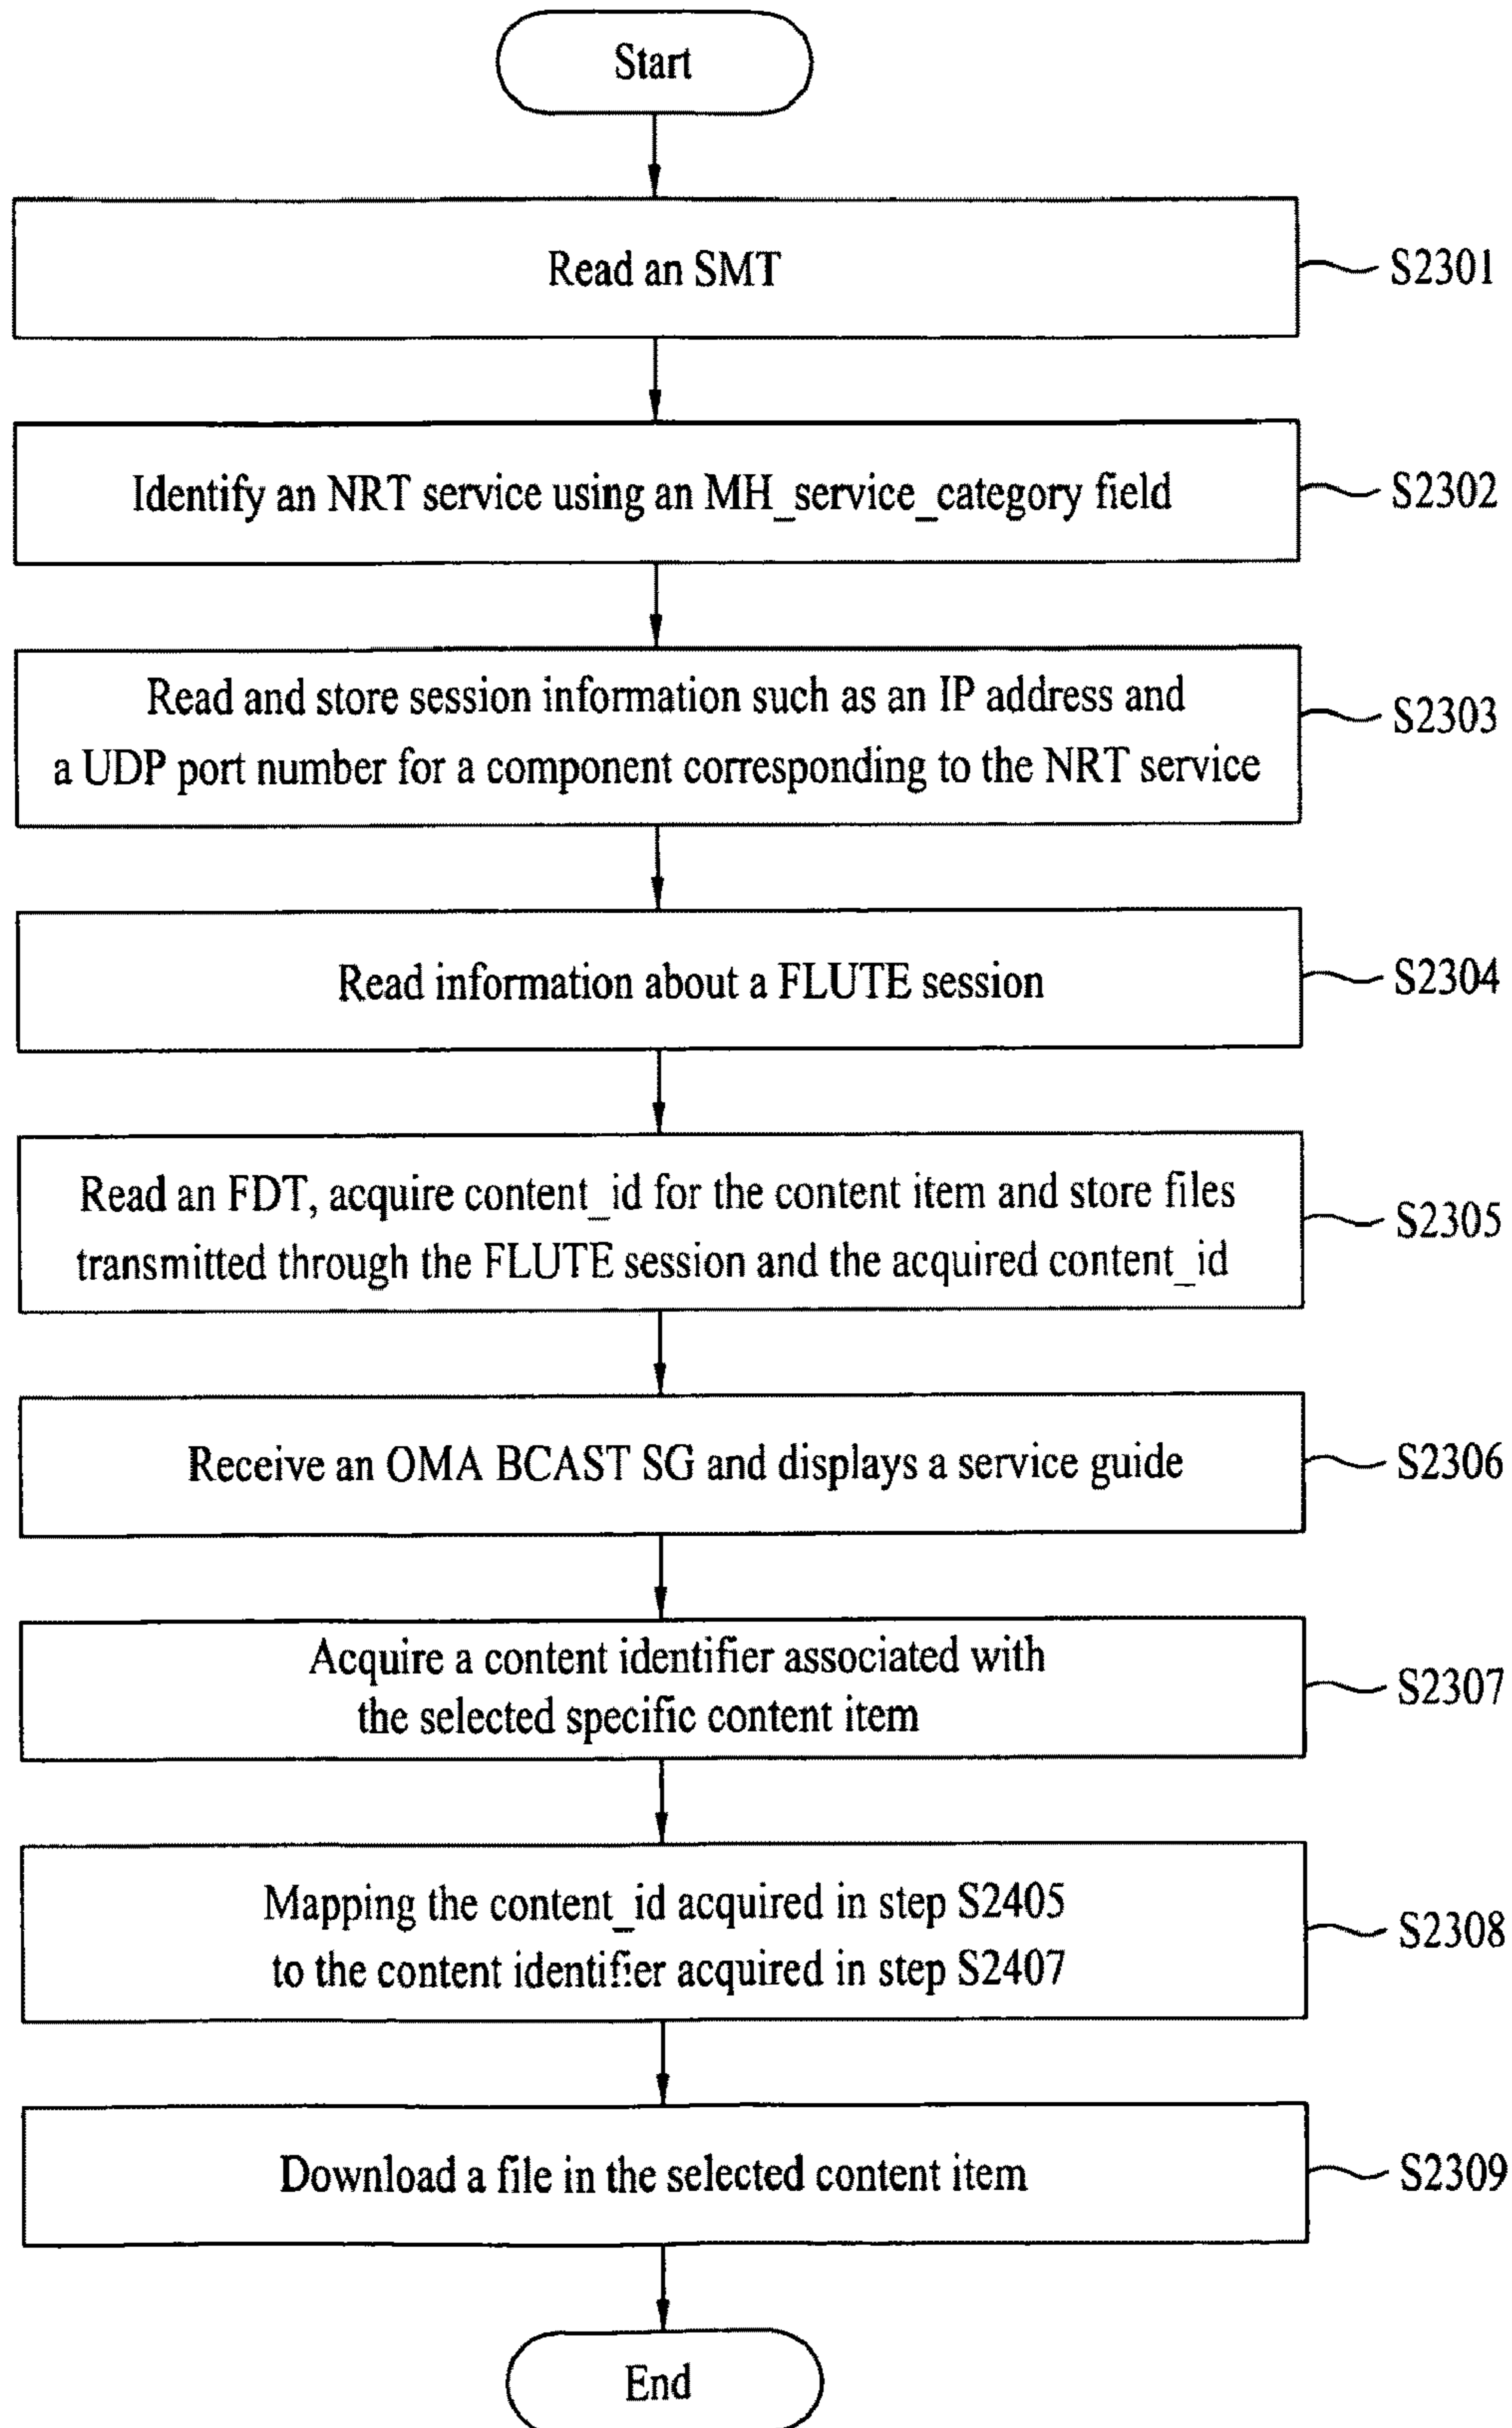 Start
Read an SMT
S2301
Identify an NRT service using an MH_service_category field
S2302
Read and store session information such as an IP address and
a UDP port number for a component corresponding to the NRT service
S2303
Read information about a FLUTE session
S2304
Read an FDT, acquire content_id for the content item and store files
transmitted through the FLUTE session and the acquired content_id
S2305
Receive an OMA BCAST SG and displays a service guide
S2306
Acquire a content identifier associated with
the selected specific content item
S2307
Mapping the content_id acquired in step S2405
to the content identifier acquired in step S2407
S2308
Download a file in the selected content item
S2309
End